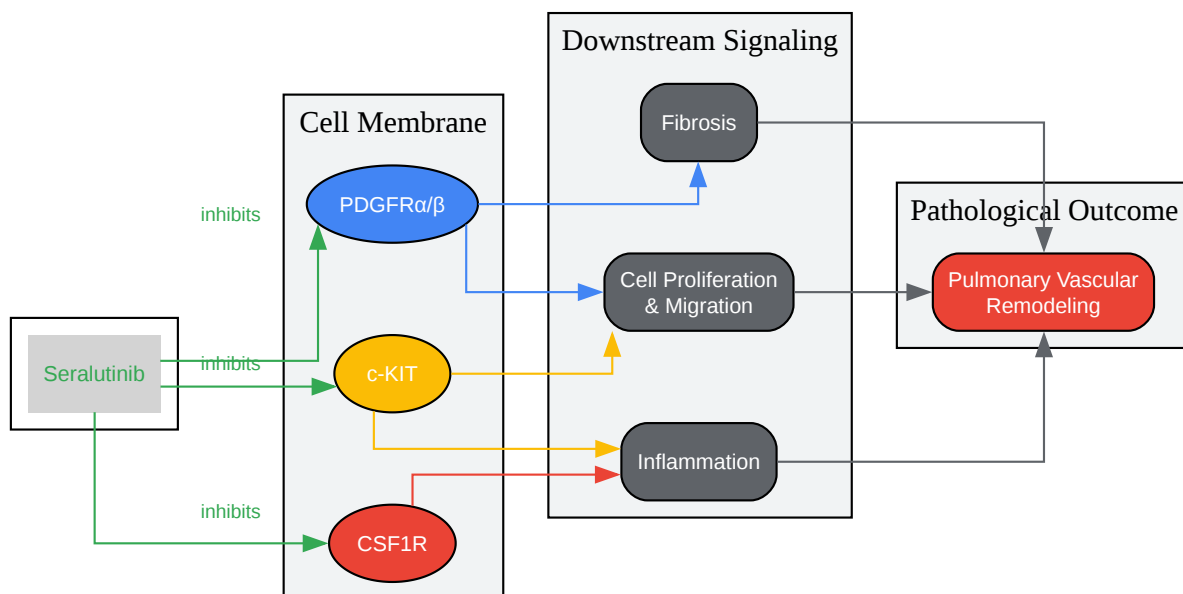 Downstream Signaling
Cell Membrane
Fibrosis
PDGFRα/β
inhibits
Pathological Outcome
Cell Proliferation
& Migration
Pulmonary Vascular
Remodeling
Seralutinib
inhibits
c-KIT
Inflammation
inhibits
CSF1R